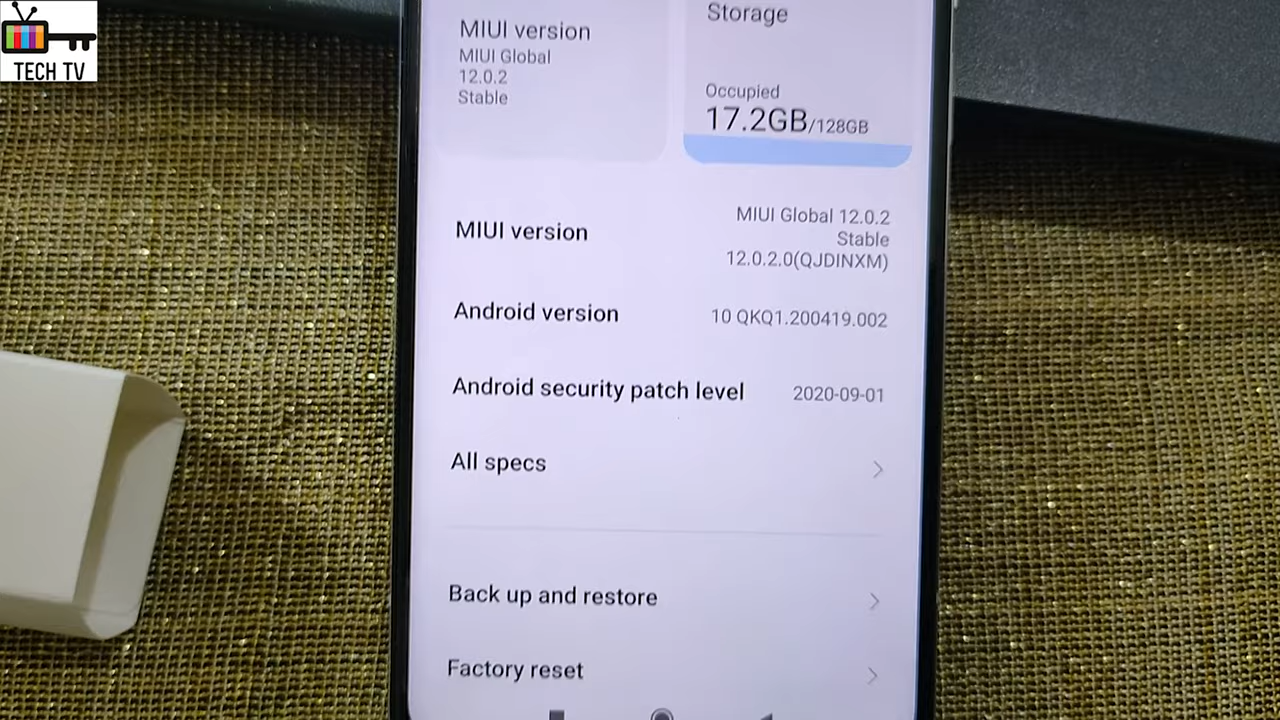 TECH TV
MIUI version
MIUI Global
12.0.2
Stable
Storage
Occupied
17.2GB/128GB
MIUI version
MIUI Global 12.0.2
Stable
12.0.2.0(QJDINXM)
Android version
10 QKQ1.200419.002
Android security patch level
2020-09-01
All specs
Back up and restore
Factory reset